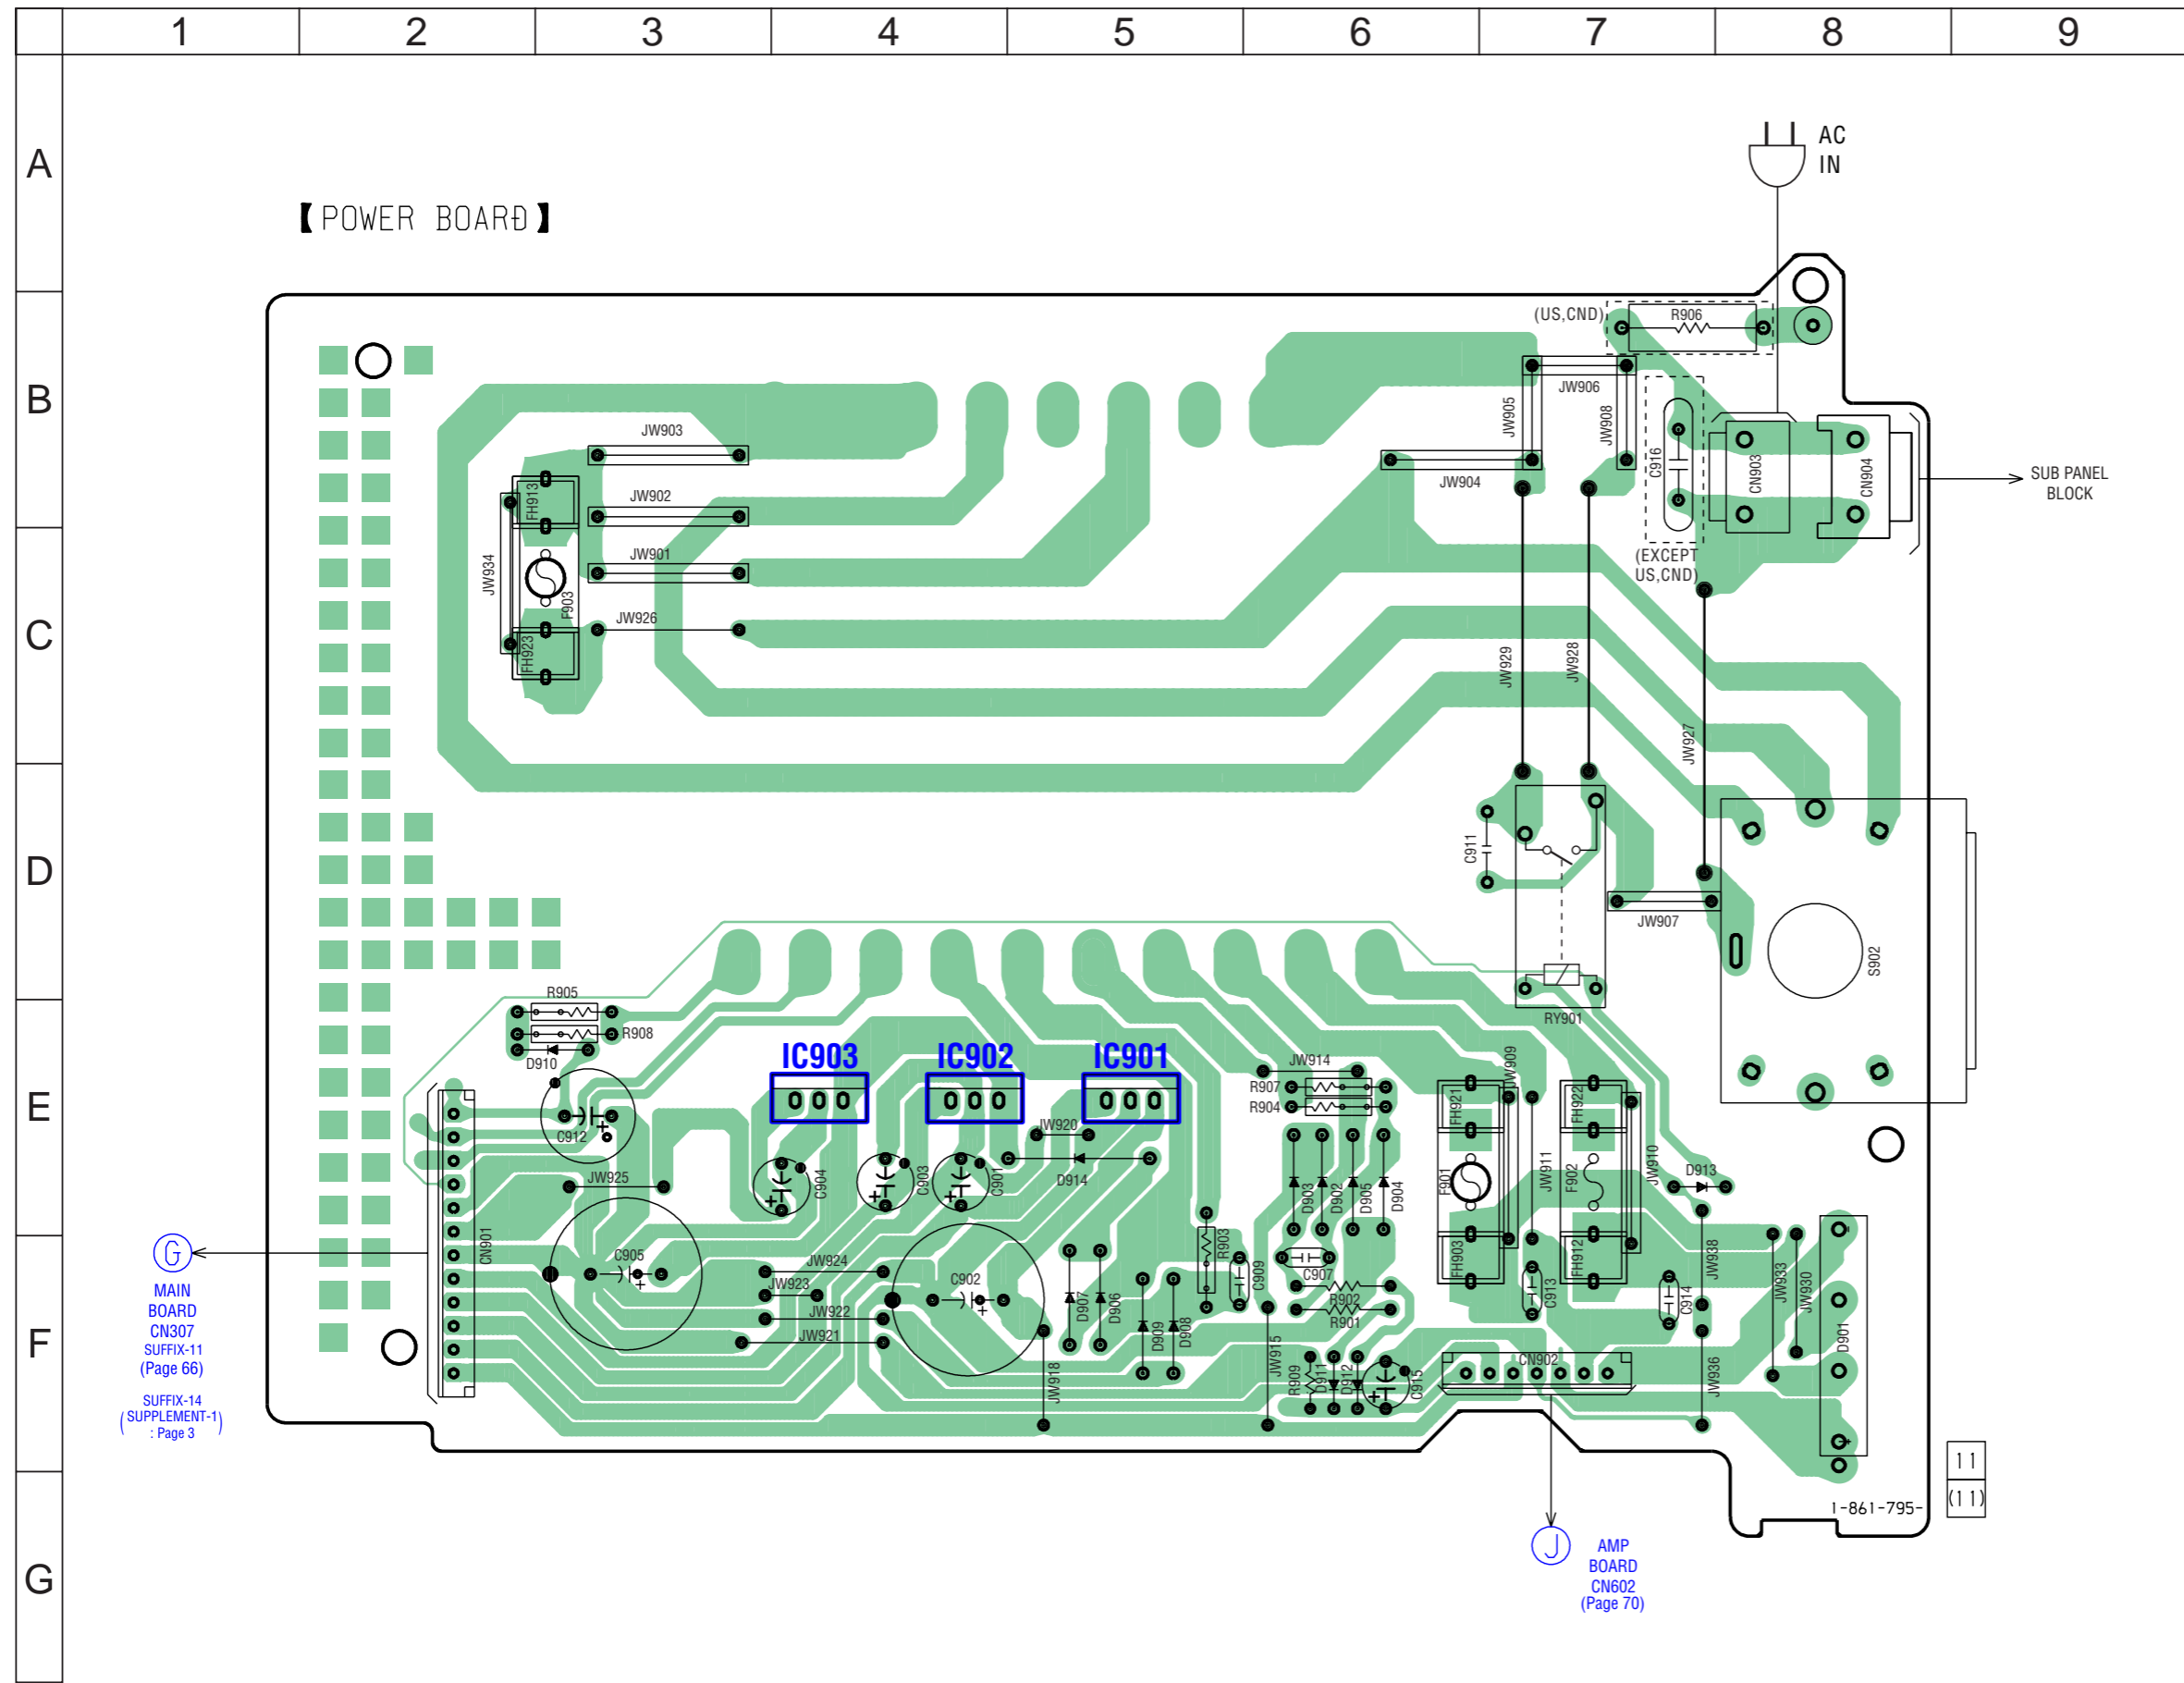 1 2 3 4 5 6 7 8 9
A
AC
IN
【POWER BOARD】
B
(US,CND)
R906
JW906
JW903
JW905
JW908
C916
CN903
CN904
JW904
SUB PANEL
BLOCK
FH913
JW902
JW901
(EXCEPT
US,CND)
JW934
F903
C
JW926
FH923
JW929
JW928
JW927
D
C911
JW907
S902
R905
R908
D910
RY901
IC903
IC902
IC901
JW914
R907
R904
JW909
E
FH921
FH922
C912
JW920
JW925
C904
C903
C901
D914
D903
D902
D905
D904
F901
JW911
F902
JW910
D913
CN901
G
MAIN
BOARD
CN307
SUFFIX-11
(Page 66)
SUFFIX-14
(SUPPLEMENT-1)
: Page 3
C905
JW924
JW923
JW922
JW921
C902
D907
D906
D909
D908
R903
C909
C907
R902
R901
FH903
C913
FH912
C914
JW938
JW933
JW930
D901
F
JW918
JW915
R909
D911
D912
C915
CN902
JW936
11
(11)
1-861-795-
J
AMP
BOARD
CN602
(Page 70)
G